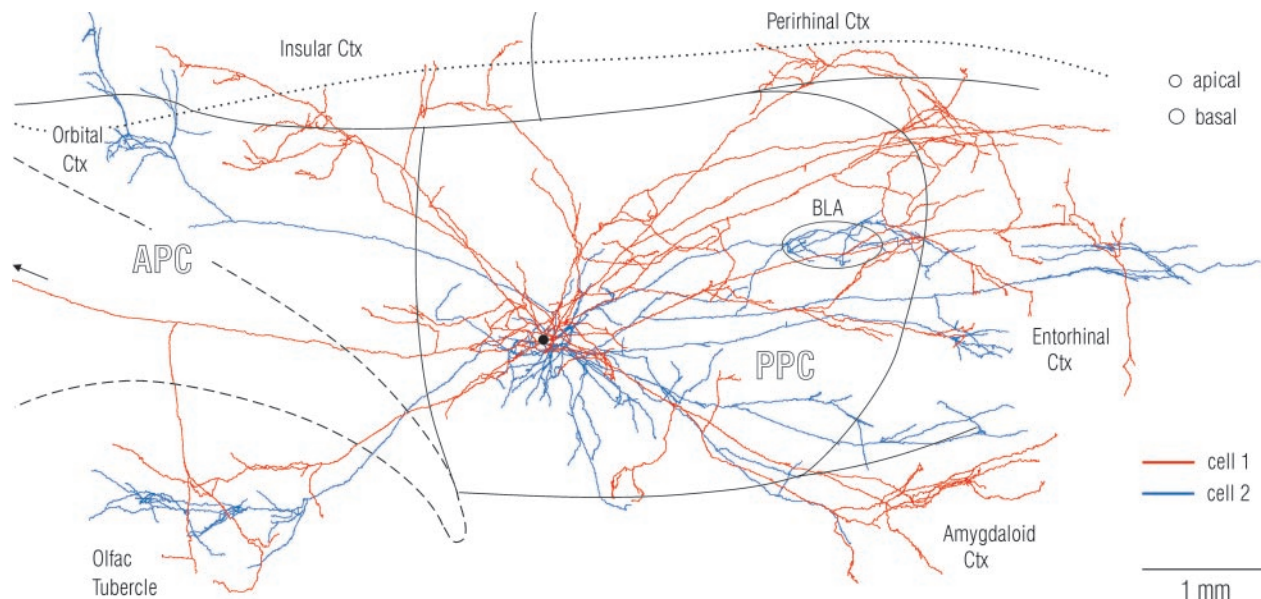 Insular Ctx
Perirhinal Ctx
apical
basal
Orbital
Ctx
BLA
APC
Entorhinal
Ctx
PPC
cell 1
cell 2
Olfac
Tubercle
Amygdaloid
Ctx
1 mm